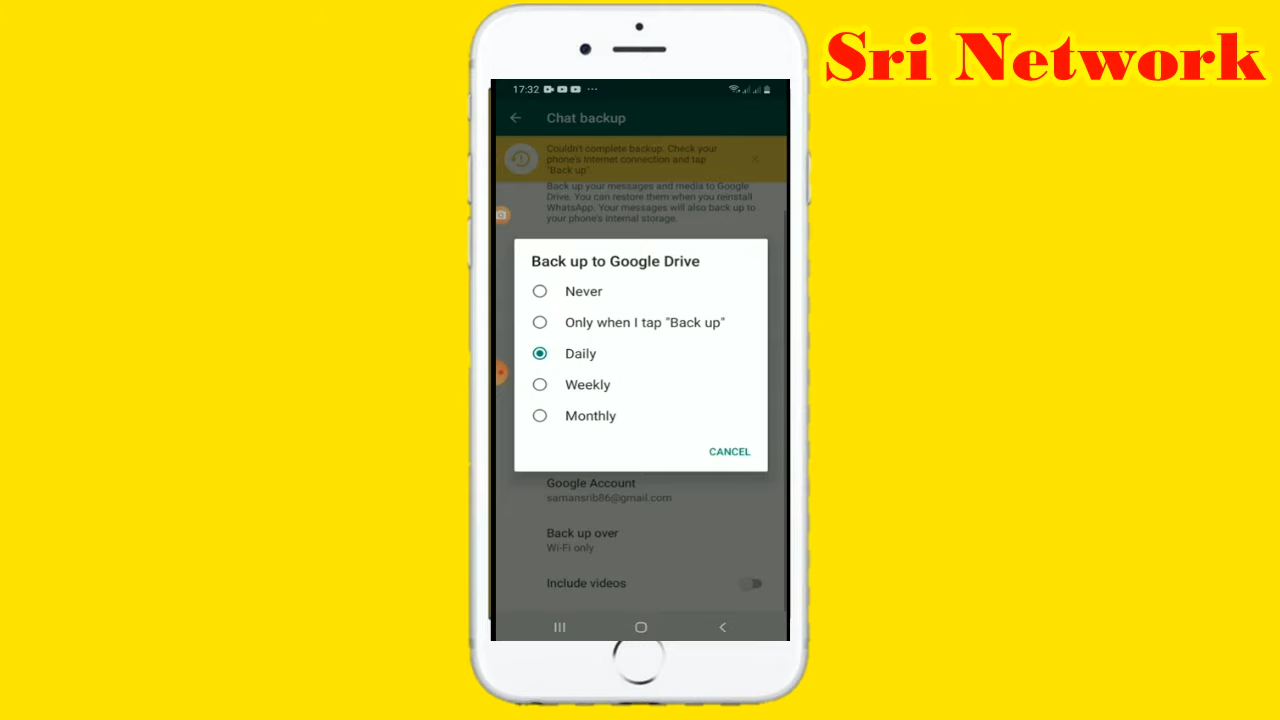 Sri Network
17:32
Chat backup
Couldn't complete backup. Check your
phone's Internet connection and tap
"Back up".
Back up your messages and media to Google
Drive. You can restore them when you reinstall
WhatsApp. Your messages will also back up to
your phone's internal storage.
Back up to Google Drive
Never
Only when I tap "Back up"
Daily
Weekly
Monthly
CANCEL
Google Account
samansrib86@gmail.com
Back up over
Wi-Fi only
Include videos